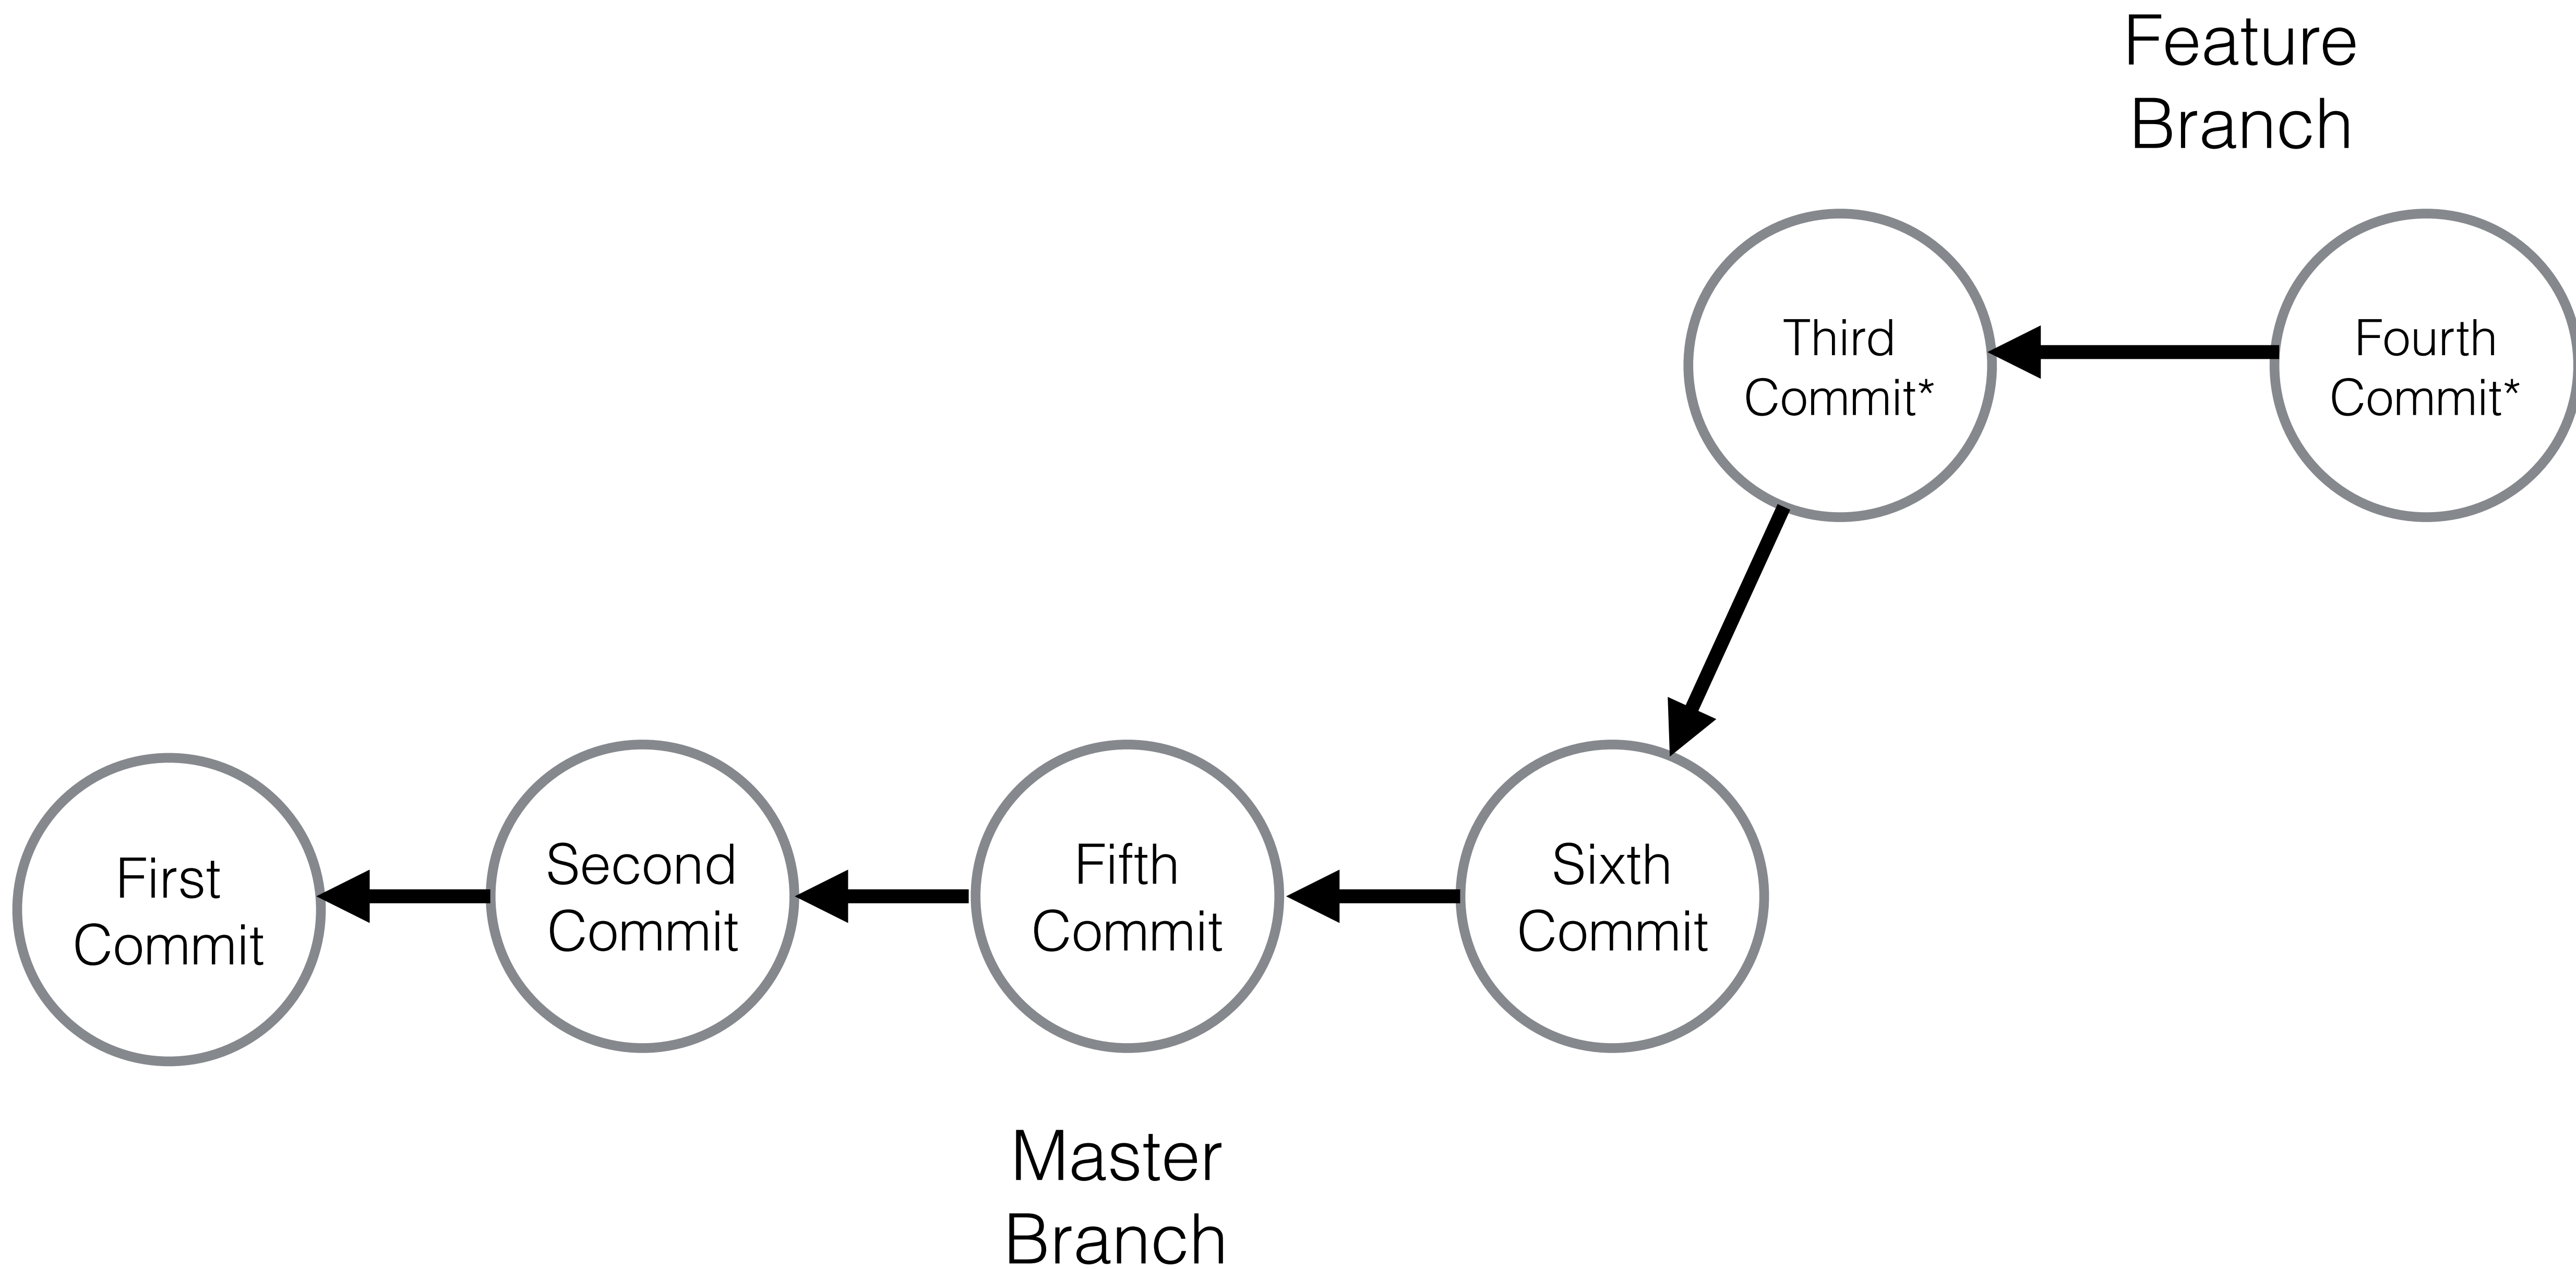 Feature
Branch
Third
Commit*
Fourth
Commit*
First
Commit
Second
Commit
Fifth
Commit
Sixth
Commit
Master
Branch